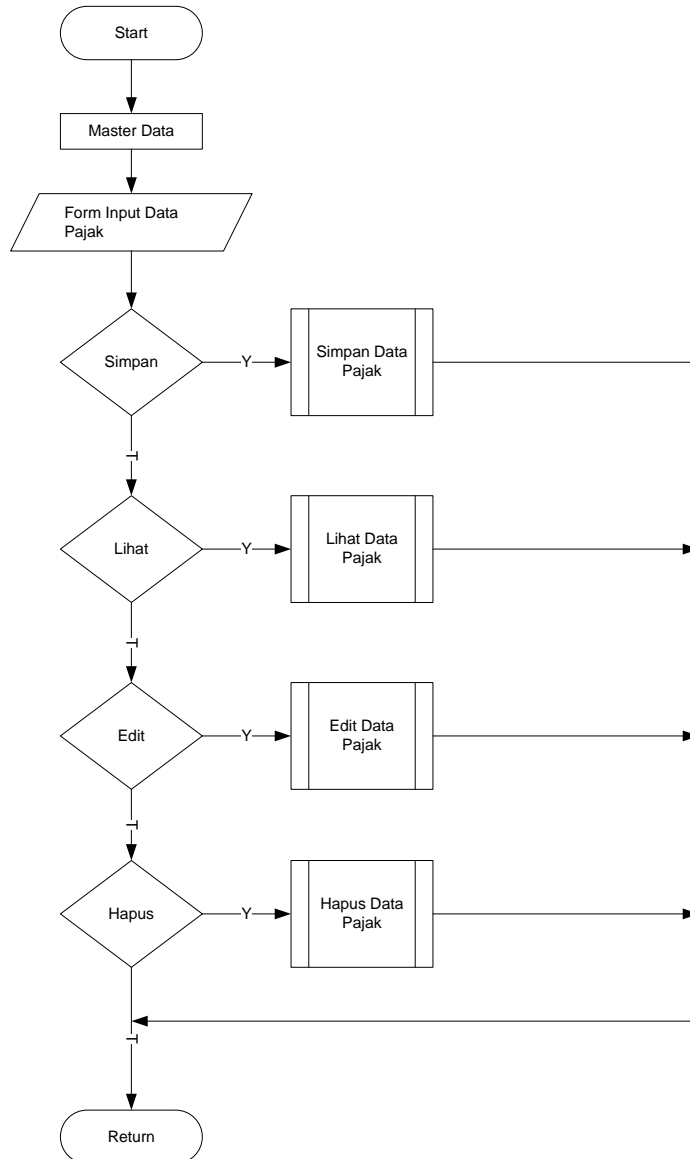 Start
Master Data
Form Input Data
Pajak
Simpan
Y
Simpan Data
Pajak
T
Lihat
Y
Lihat Data
Pajak
T
Edit
Y
Edit Data
Pajak
T
Hapus
Y
Hapus Data
Pajak
T
Return